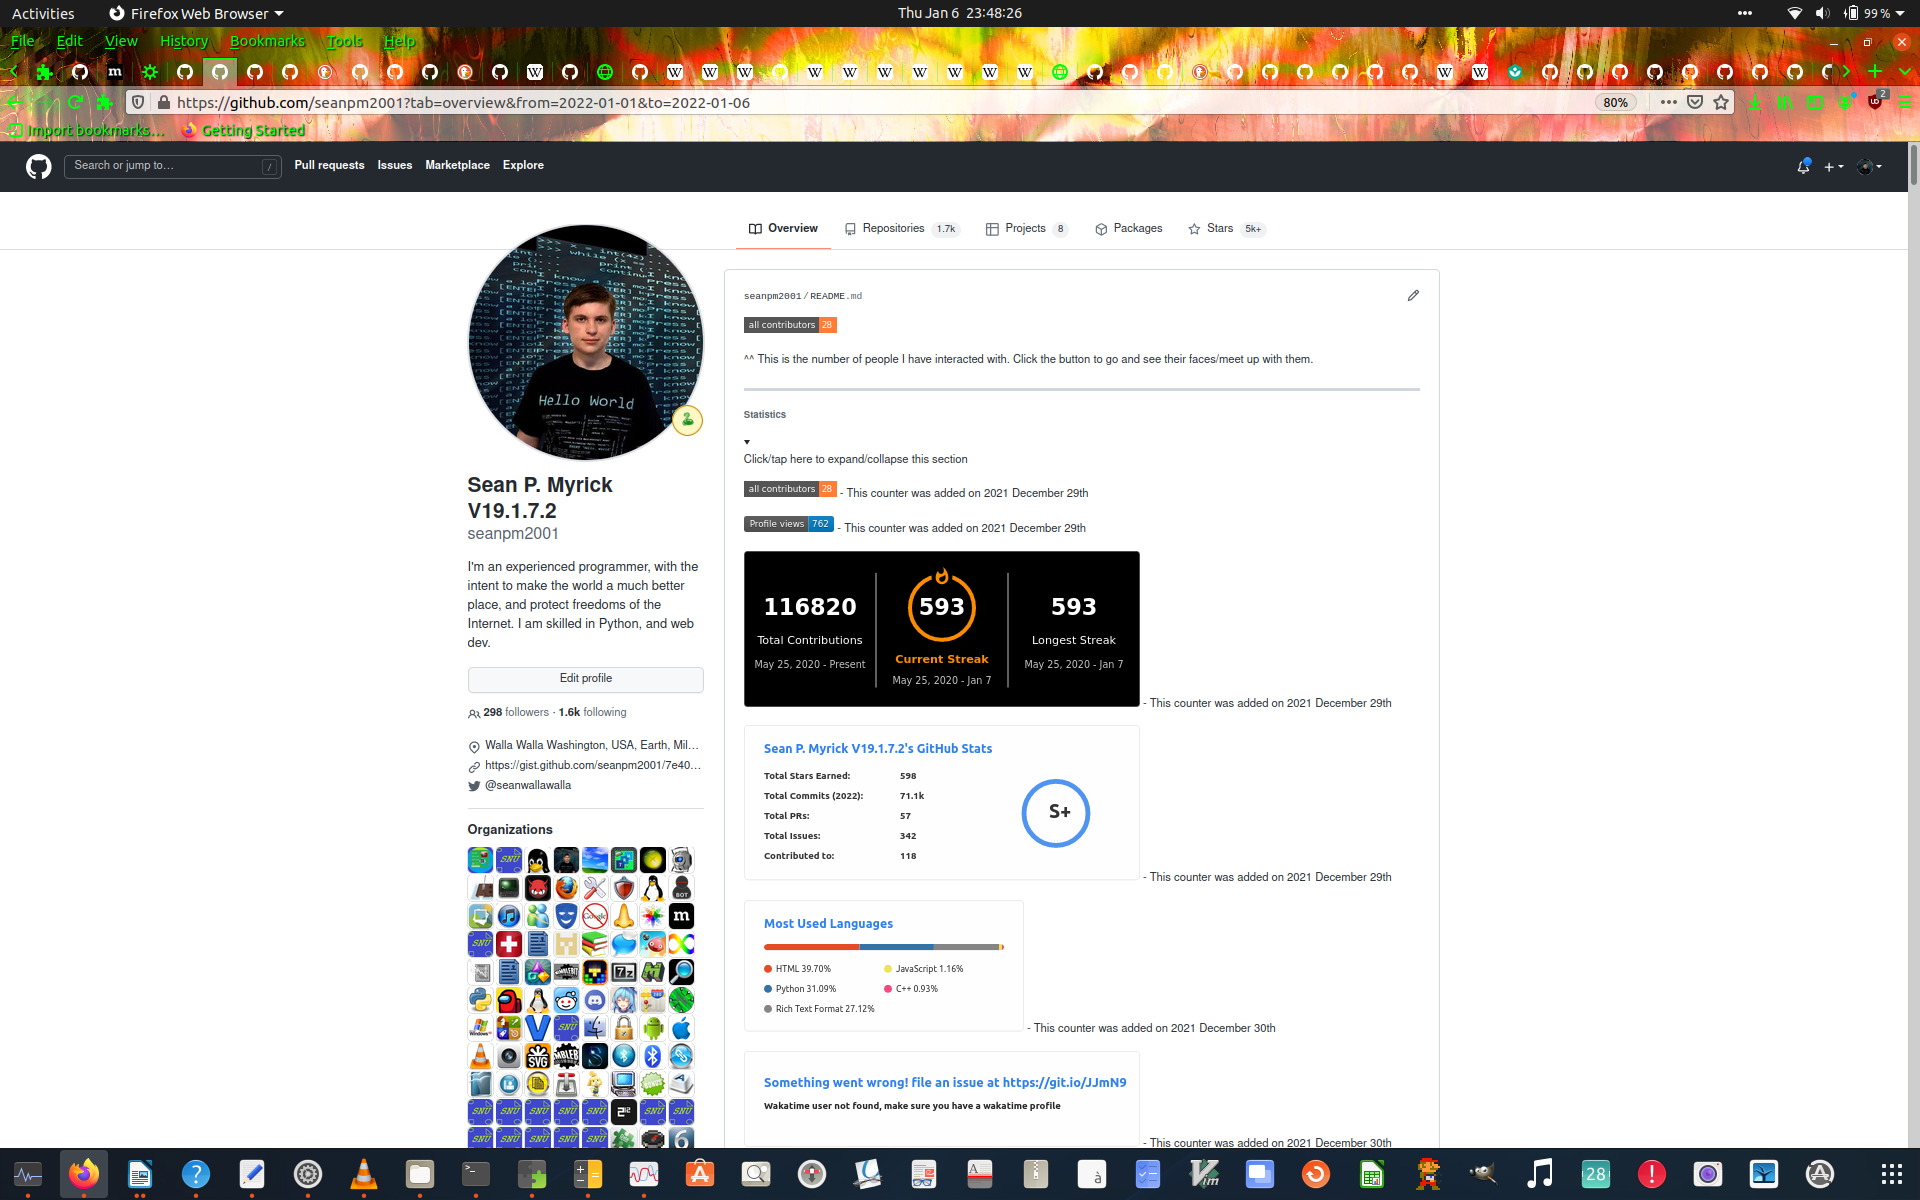 Activities
Firefox Web Browser
Thu Jan 6 23:48:26
99 %
File Edit View History Bookmarks Tools Help
https://github.com/seanpm2001?tab=overview&from=2022-01-01&to=2022-01-06
80%
2
Import bookmarks...
Getting Started
Search or jump to...
/
Pull requests Issues Marketplace Explore
Overview
Repositories 1.7k
Projects 8
Packages
Stars 5k+
Hello World
Sean P. Myrick
V19.1.7.2
seanpm2001
I'm an experienced programmer, with the
intent to make the world a much better
place, and protect freedoms of the
Internet. I am skilled in Python, and web
dev.
Edit profile
298 followers · 1.6k following
Walla Walla Washington, USA, Earth, Mil...
https://gist.github.com/seanpm2001/7e40...
@seanwallawalla
Organizations
seanpm2001/README.md
all contributors 28
^^ This is the number of people I have interacted with. Click the button to go and see their faces/meet up with them.
Statistics
Click/tap here to expand/collapse this section
all contributors 28 - This counter was added on 2021 December 29th
Profile views 762 - This counter was added on 2021 December 29th
116820
Total Contributions
May 25, 2020 - Present
593
Current Streak
May 25, 2020 - Jan 7
593
Longest Streak
May 25, 2020 - Jan 7
- This counter was added on 2021 December 29th
Sean P. Myrick V19.1.7.2's GitHub Stats
Total Stars Earned: 598
Total Commits (2022): 71.1k
Total PRs: 57
Total Issues: 342
Contributed to: 118
S+
- This counter was added on 2021 December 29th
Most Used Languages
HTML 39.70%
JavaScript 1.16%
Python 31.09%
C++ 0.93%
Rich Text Format 27.12%
- This counter was added on 2021 December 30th
Something went wrong! file an issue at https://git.io/JJmN9
Wakatime user not found, make sure you have a wakatime profile
- This counter was added on 2021 December 30th
28